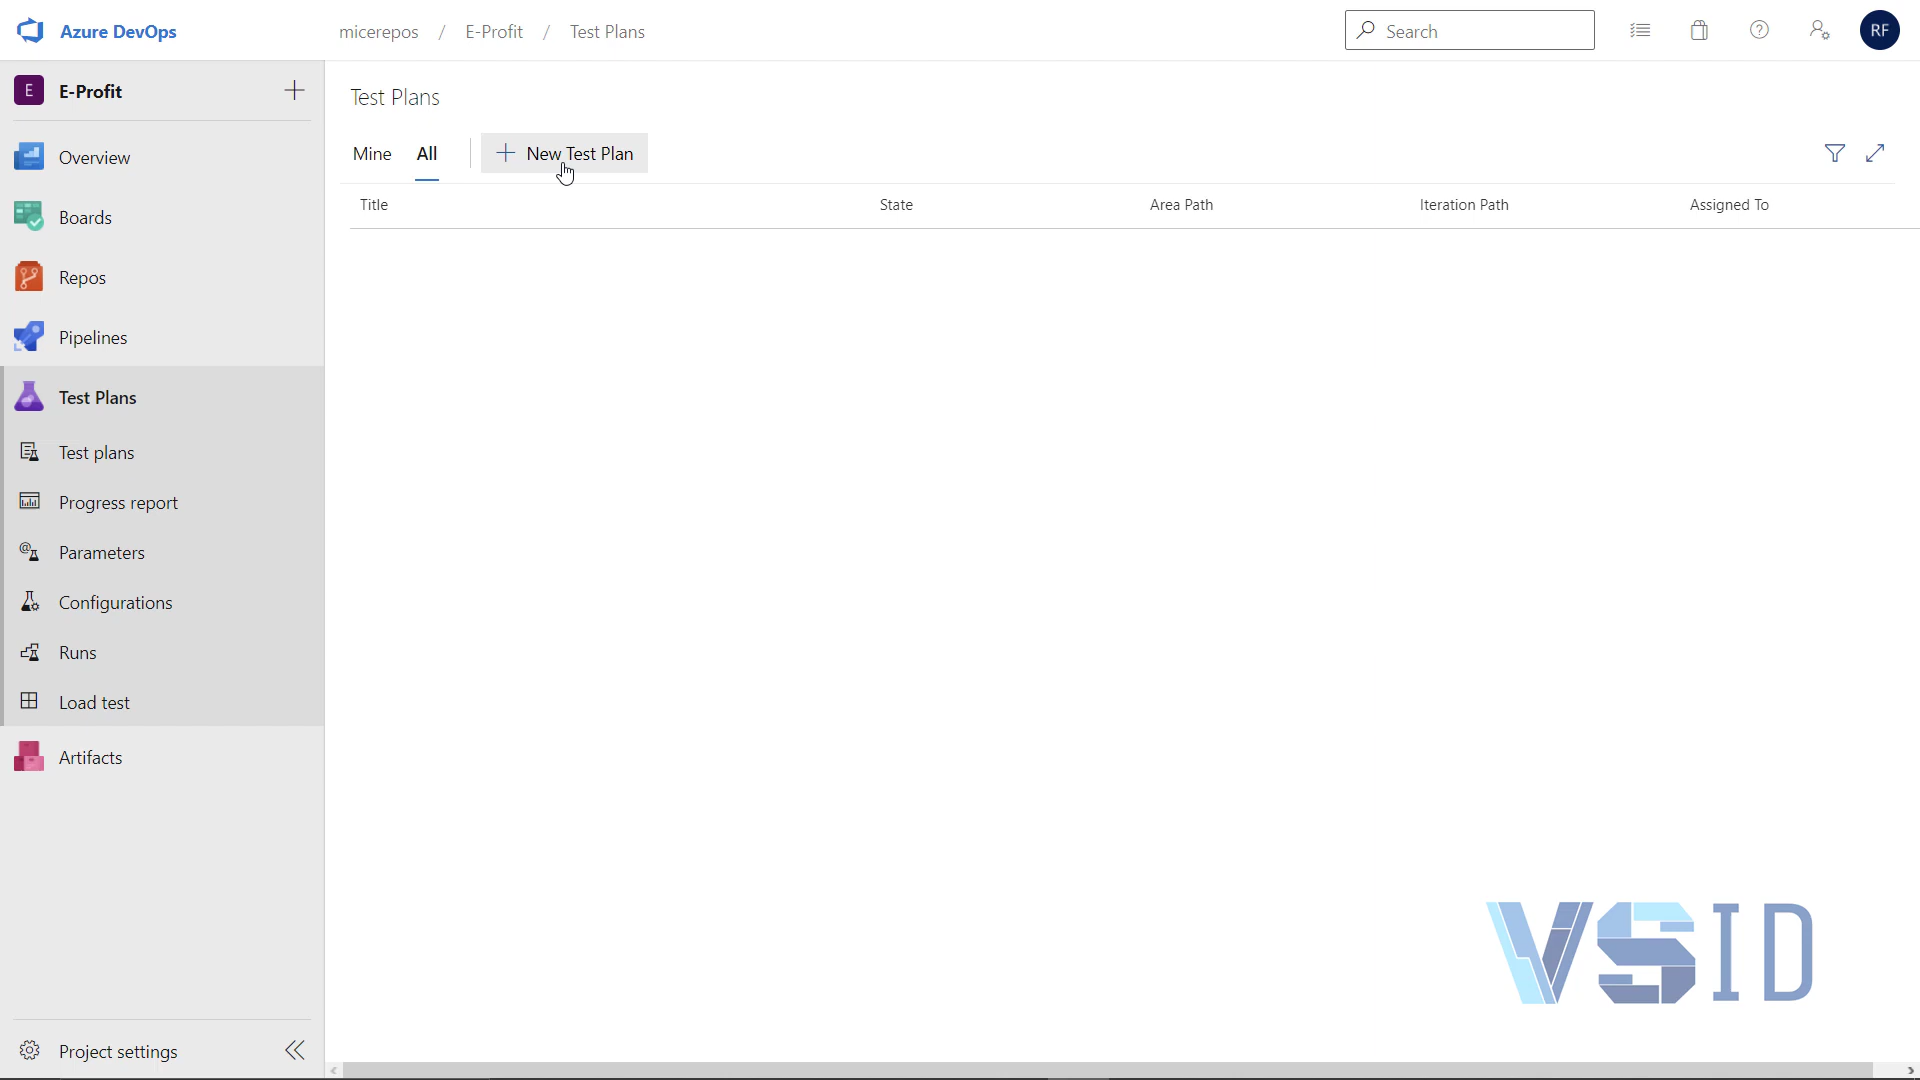 Azure DevOps
micerepos / E-Profit / Test Plans
Search
RF
E E-Profit
Overview
Boards
Repos
Pipelines
Test Plans
Test plans
Progress report
Parameters
Configurations
Runs
Load test
Artifacts
Project settings
Test Plans
Mine All New Test Plan
Title State Area Path Iteration Path Assigned To
VSID